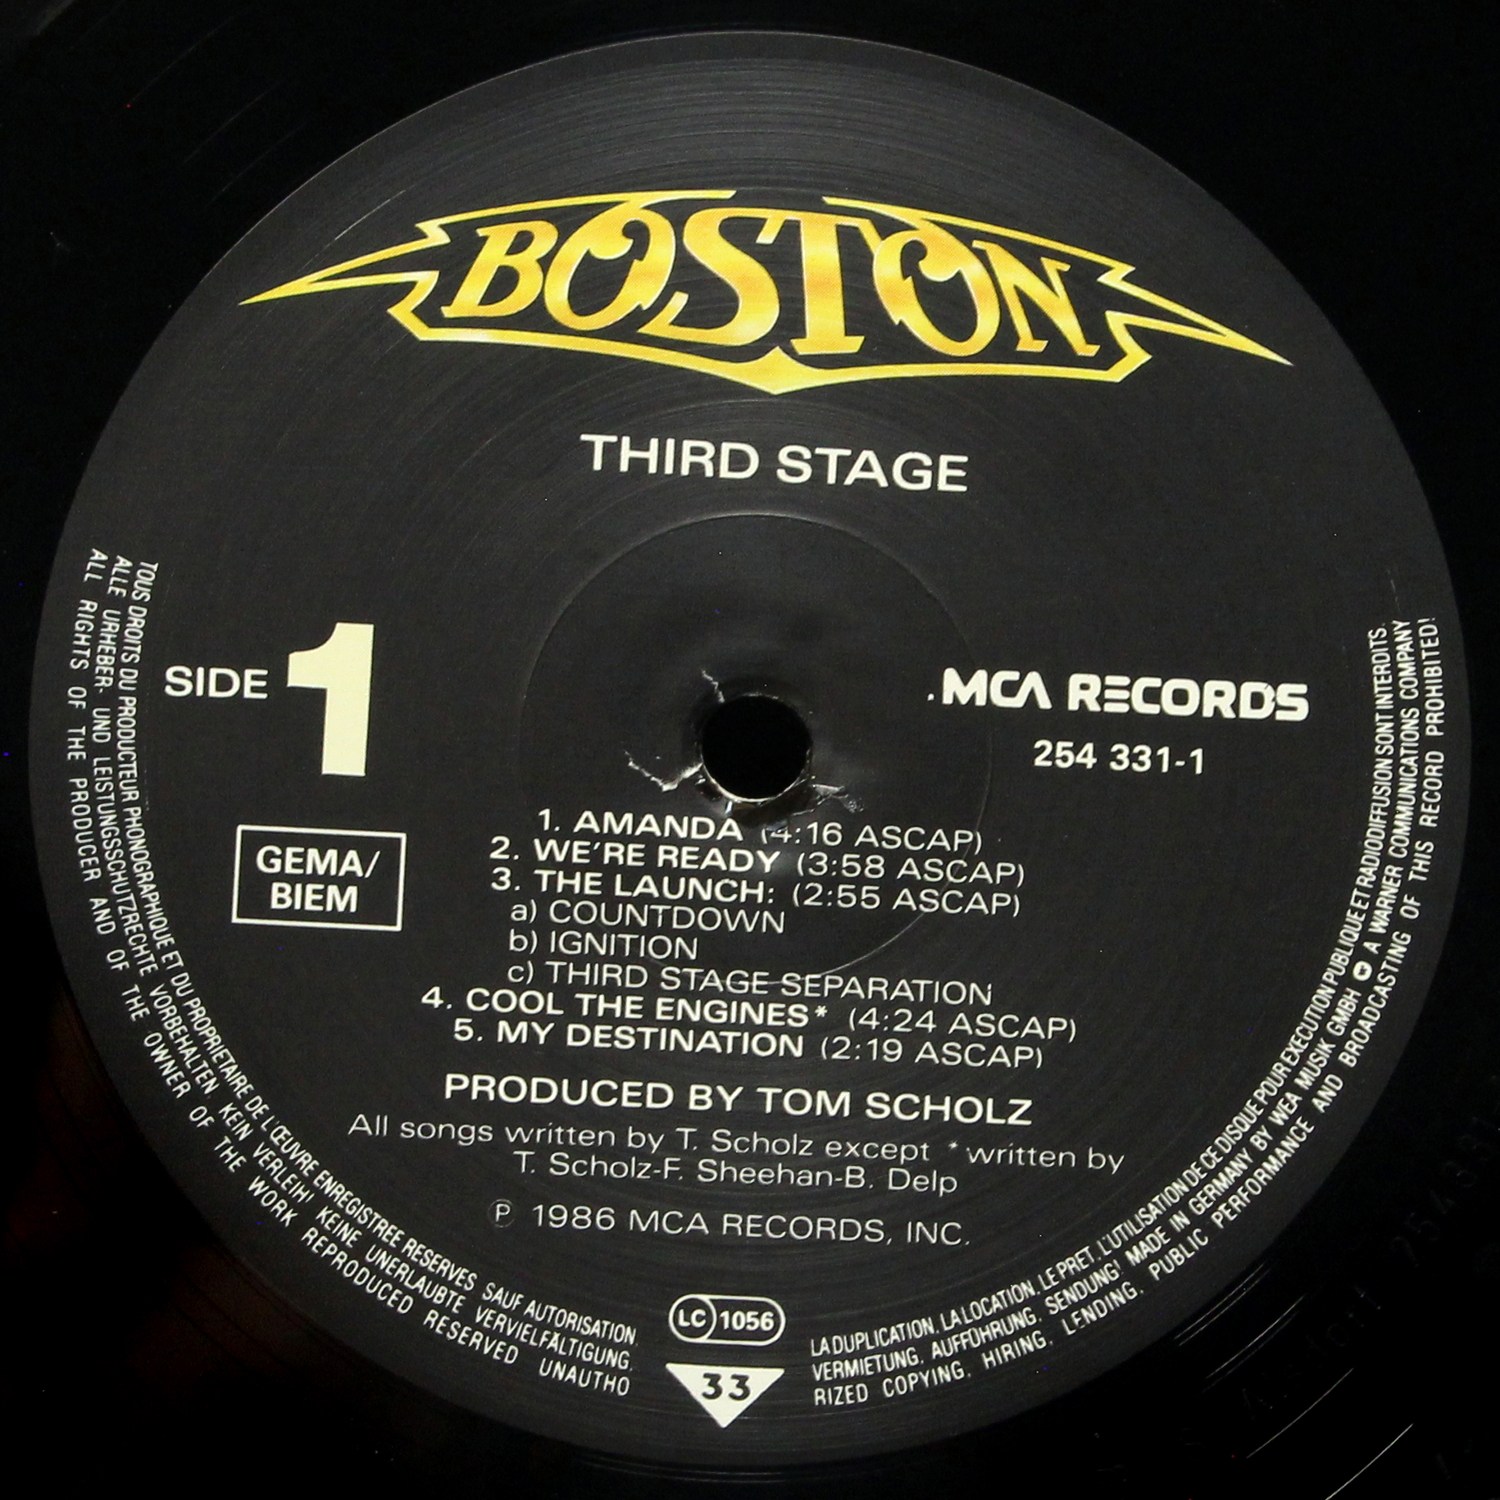 BOSTON
THIRD STAGE
SIDE 1
MCA RECORDS
254 331-1
GEMA/
BIEM
1. AMANDA (4:16 ASCAP)
2. WE'RE READY (3:58 ASCAP)
3. THE LAUNCH: (2:55 ASCAP)
a) COUNTDOWN
b) IGNITION
c) THIRD STAGE SEPARATION
4. COOL THE ENGINES* (4:24 ASCAP)
5. MY DESTINATION (2:19 ASCAP)
PRODUCED BY TOM SCHOLZ
All songs written by T. Scholz except *written by
T. Scholz-F. Sheehan-B. Delp
℗ 1986 MCA RECORDS, INC.
LC 1056
33
TOUS DROITS DU PRODUCTEUR PHONOGRAPHIQUE ET DU PROPRIETAIRE DE L'ŒUVRE ENREGISTREE RESERVES SAUF AUTORISATION,
LA DUPLICATION, LA LOCATION, LE PRET, L'UTILISATION DE CE DISQUE POUR EXECUTION PUBLIQUE ET RADIODIFFUSION SONT INTERDITS.
ALLE URHEBER- UND LEISTUNGSSCHUTZRECHTE VORBEHALTEN. KEIN VERLEIH! KEINE UNERLAUBTE VERVIELFÄLTIGUNG,
VERMIETUNG, AUFFÜHRUNG, SENDUNG! MADE IN GERMANY BY WEA MUSIK GMBH A WARNER COMMUNICATIONS COMPANY
ALL RIGHTS OF THE PRODUCER AND OF THE OWNER OF THE WORK REPRODUCED RESERVED UNAUTHO
RIZED COPYING, HIRING, LENDING, PUBLIC PERFORMANCE AND BROADCASTING OF THIS RECORD PROHIBITED!